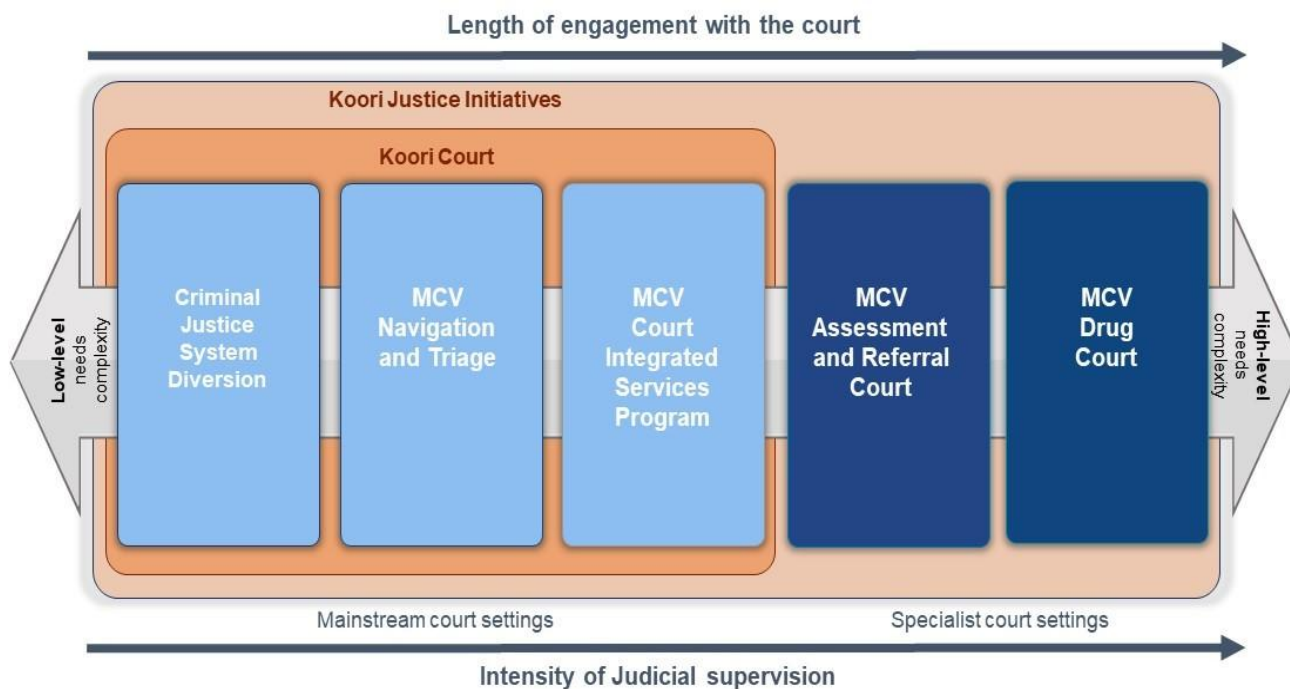 Length of engagement with the court
Koori Justice Initiatives
Koori Court
Low-level
needs
complexity
Criminal
Justice
System
Diversion
MCV
Navigation
and Triage
MCV
Court
Integrated
Services
Program
MCV
Assessment
and Referral
Court
MCV
Drug
Court
High-level
needs
complexity
Mainstream court settings
Specialist court settings
Intensity of Judicial supervision